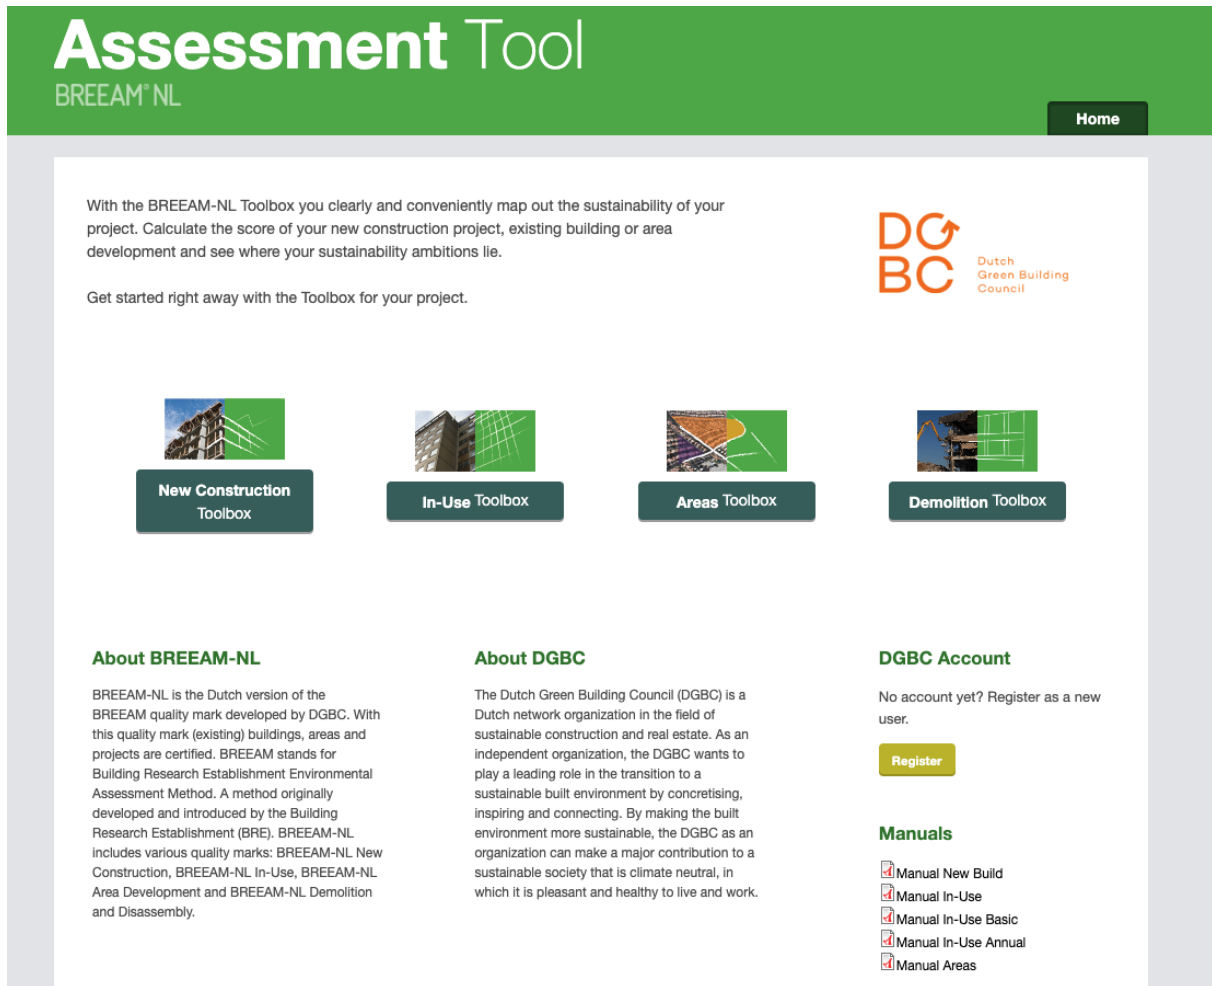 Assessment Tool
BREEAM® NL
Home
With the BREEAM-NL Toolbox you clearly and conveniently map out the sustainability of your
project. Calculate the score of your new construction project, existing building or area
development and see where your sustainability ambitions lie.
Get started right away with the Toolbox for your project.
DG
BC
Dutch
Green Building
Council
New Construction
Toolbox
In-Use Toolbox
Areas Toolbox
Demolition Toolbox
About BREEAM-NL
BREEAM-NL is the Dutch version of the
BREEAM quality mark developed by DGBC. With
this quality mark (existing) buildings, areas and
projects are certified. BREEAM stands for
Building Research Establishment Environmental
Assessment Method. A method originally
developed and introduced by the Building
Research Establishment (BRE). BREEAM-NL
includes various quality marks: BREEAM-NL New
Construction, BREEAM-NL In-Use, BREEAM-NL
Area Development and BREEAM-NL Demolition
and Disassembly.
About DGBC
The Dutch Green Building Council (DGBC) is a
Dutch network organization in the field of
sustainable construction and real estate. As an
independent organization, the DGBC wants to
play a leading role in the transition to a
sustainable built environment by concretising,
inspiring and connecting. By making the built
environment more sustainable, the DGBC as an
organization can make a major contribution to a
sustainable society that is climate neutral, in
which it is pleasant and healthy to live and work.
DGBC Account
No account yet? Register as a new
user.
Register
Manuals
Manual New Build
Manual In-Use
Manual In-Use Basic
Manual In-Use Annual
Manual Areas